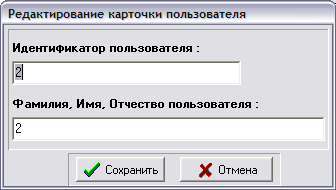 Редактирование карточки пользователя
Идентификатор пользователя :
2
Фамилия, Имя, Отчество пользователя :
2
Сохранить Отмена